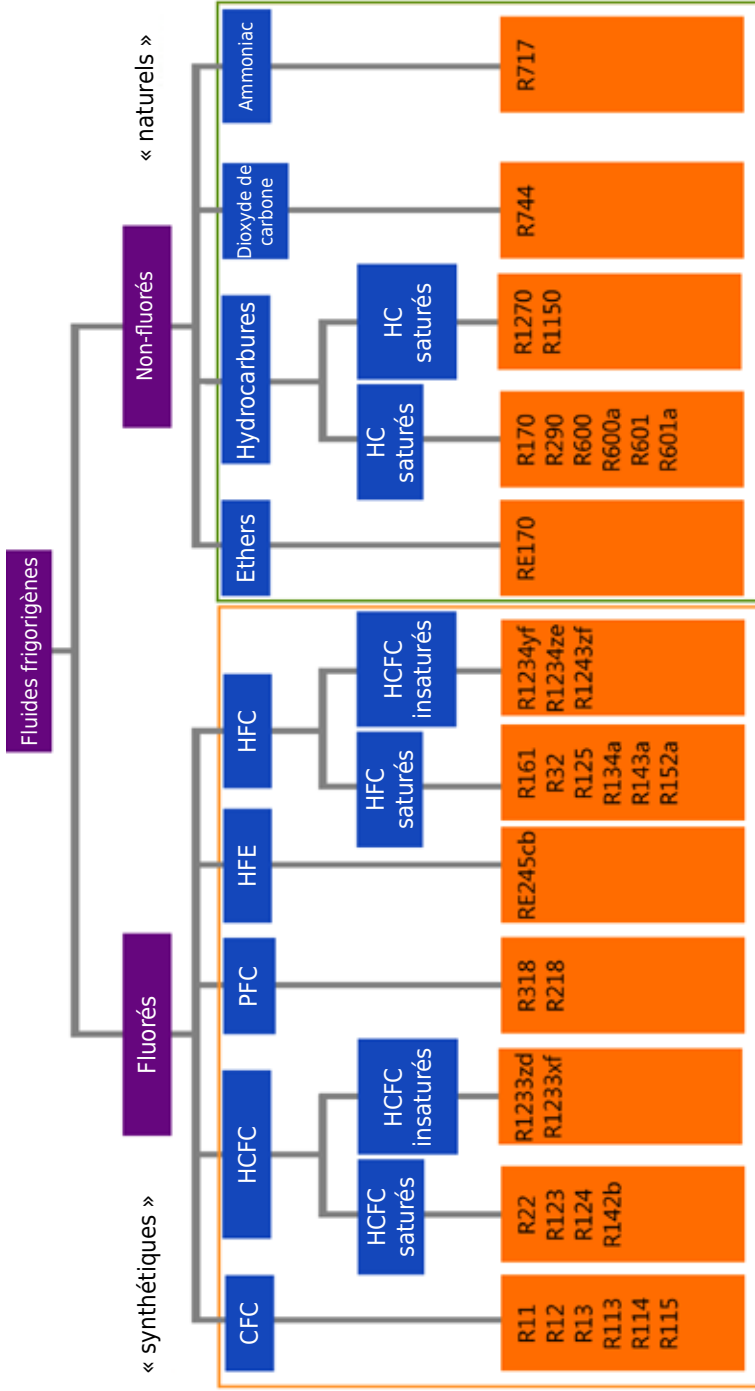 Fluides frigorigènes
« synthétiques »
Fluorés
Non-fluorés
« naturels »
CFC
HCFC
PFC
HFE
HFC
Ethers
Hydrocarbures
Dioxyde de
carbone
Ammoniac
HCFC
saturés
HCFC
insaturés
HFC
saturés
HCFC
insaturés
HC
saturés
HC
saturés
R11
R12
R13
R113
R114
R115
R22
R123
R124
R142b
R1233zd
R1233xf
R318
R218
RE245cb
R161
R32
R125
R134a
R143a
R152a
R1234yf
R1234ze
R1243zf
RE170
R170
R290
R600
R600a
R601
R601a
R1270
R1150
R744
R717